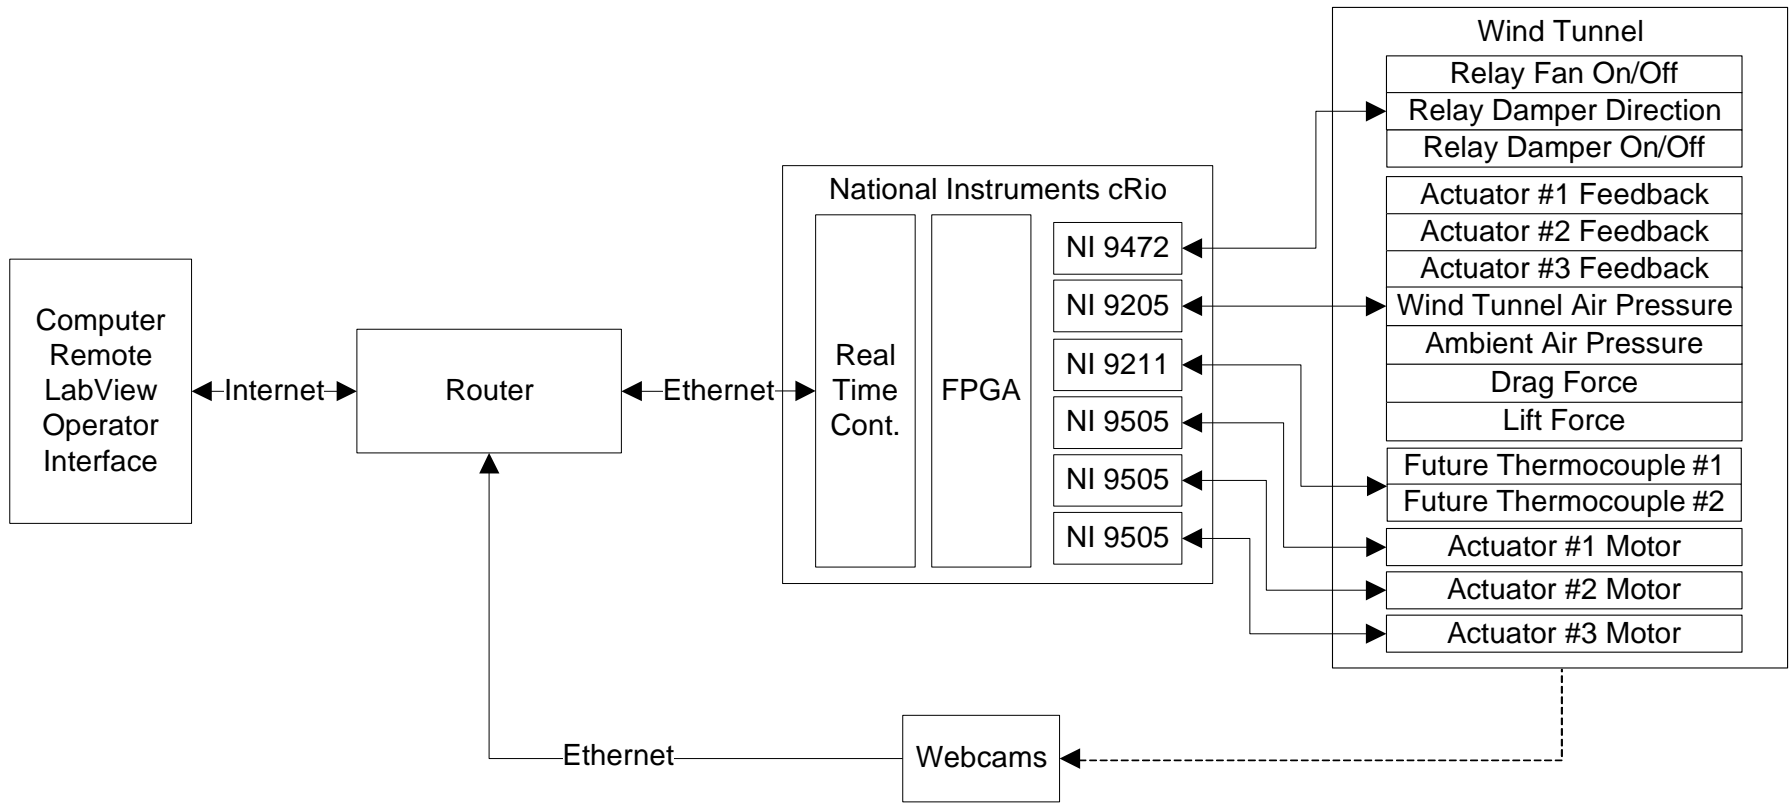 Wind Tunnel
Relay Fan On/Off
Relay Damper Direction
Relay Damper On/Off
Actuator #1 Feedback
Actuator #2 Feedback
Actuator #3 Feedback
Wind Tunnel Air Pressure
Ambient Air Pressure
Drag Force
Lift Force
Future Thermocouple #1
Future Thermocouple #2
Actuator #1 Motor
Actuator #2 Motor
Actuator #3 Motor
National Instruments cRio
Real
Time
Cont.
FPGA
NI 9472
NI 9205
NI 9211
NI 9505
NI 9505
NI 9505
Computer
Remote
LabView
Operator
Interface
Internet
Router
Ethernet
Ethernet
Webcams